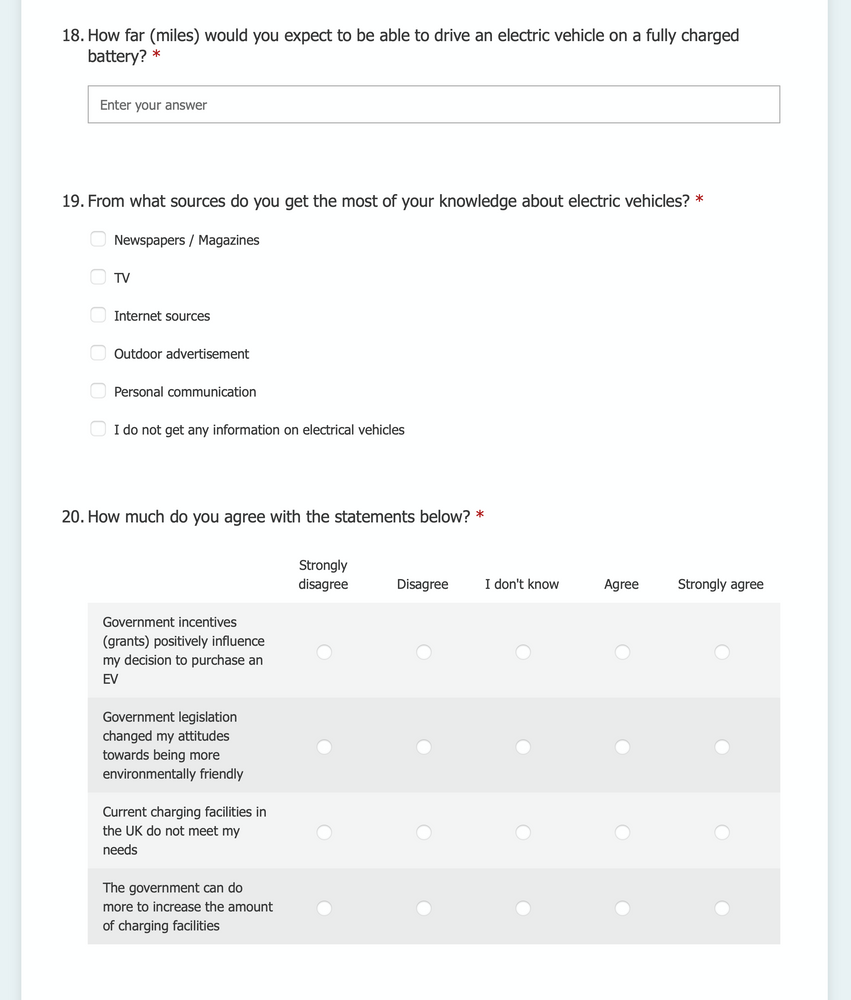 18. How far (miles) would you expect to be able to drive an electric vehicle on a fully charged
battery? *
Enter your answer
19. From what sources do you get the most of your knowledge about electric vehicles? *
Newspapers / Magazines
TV
Internet sources
Outdoor advertisement
Personal communication
I do not get any information on electrical vehicles
20. How much do you agree with the statements below? *
Strongly
disagree
Disagree
I don't know
Agree
Strongly agree
Government incentives
(grants) positively influence
my decision to purchase an
EV
Government legislation
changed my attitudes
towards being more
environmentally friendly
Current charging facilities in
the UK do not meet my
needs
The government can do
more to increase the amount
of charging facilities